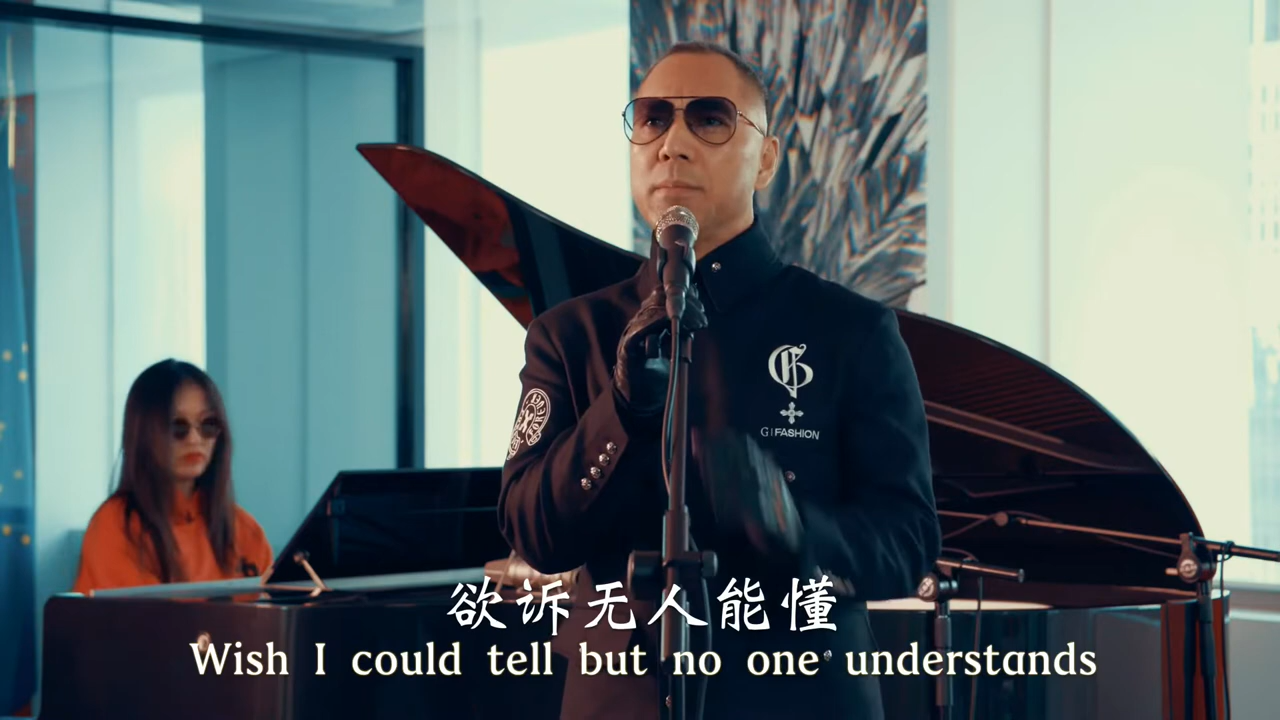 G
G|FASHION
欲诉无人能懂
Wish I could tell but no one understands